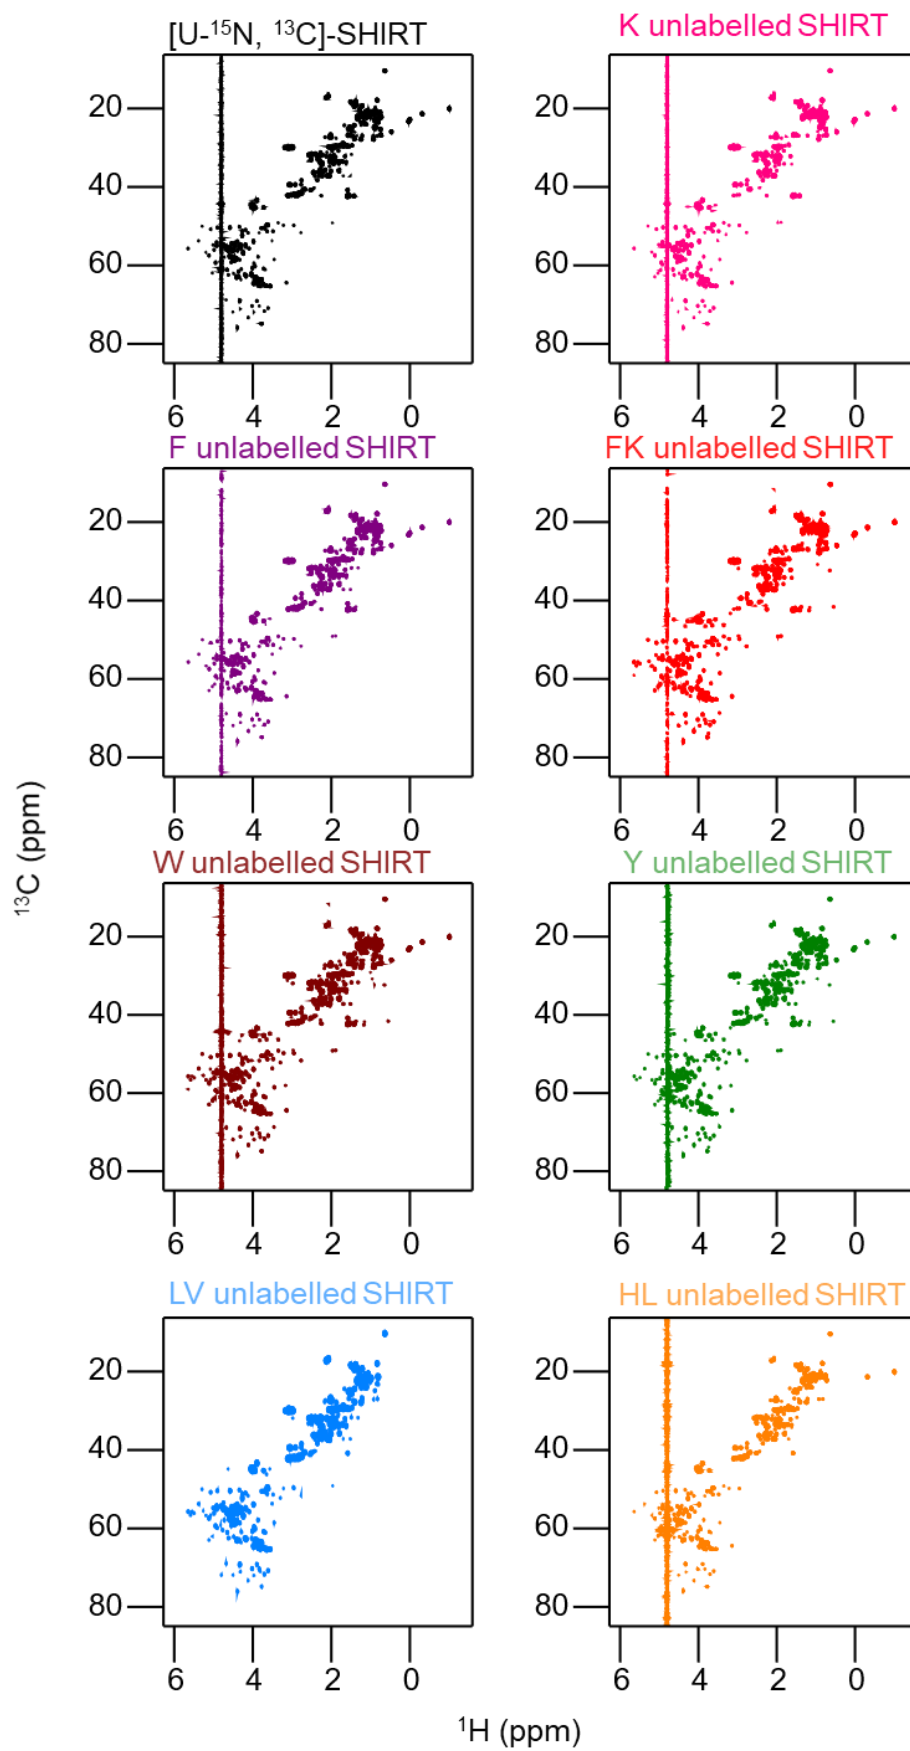 [U-¹⁵N, ¹³C]-SHIRT
K unlabelled SHIRT
20
40
60
80
6 4 2 0
20
40
60
80
6 4 2 0
F unlabelled SHIRT
FK unlabelled SHIRT
20
40
60
80
6 4 2 0
20
40
60
80
6 4 2 0
¹³C (ppm)
W unlabelled SHIRT
Y unlabelled SHIRT
20
40
60
80
6 4 2 0
20
40
60
80
6 4 2 0
LV unlabelled SHIRT
HL unlabelled SHIRT
20
40
60
80
6 4 2 0
20
40
60
80
6 4 2 0
¹H (ppm)